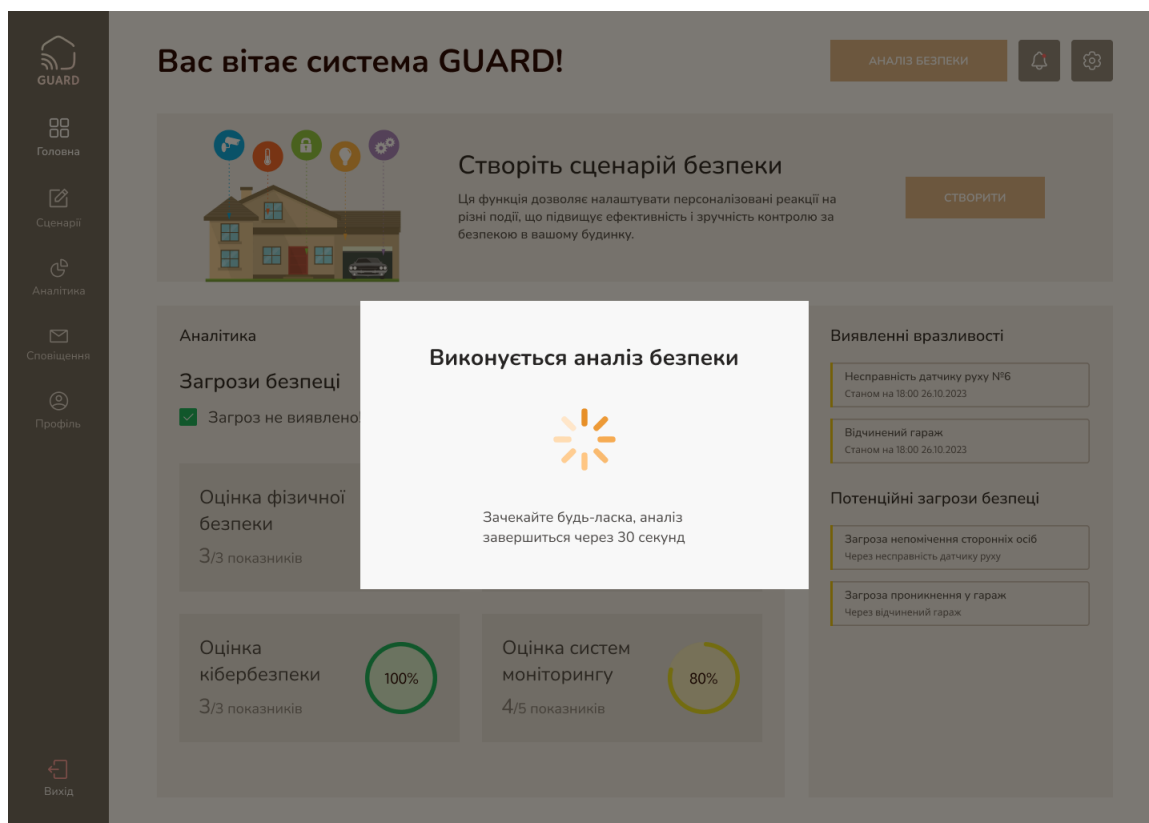 GUARD
Головна
Сценарії
Аналітика
Сповіщення
Профіль
Вихід
Вас вітає система GUARD!
АНАЛІЗ БЕЗПЕКИ
Створіть сценарій безпеки
Ця функція дозволяє налаштувати персоналізовані реакції на
різні події, що підвищує ефективність і зручність контролю за
безпекою в вашому будинку.
СТВОРИТИ
Аналітика
Загрози безпеці
Загроз не виявлено!
Оцінка фізичної
безпеки
3/3 показників
Оцінка
кібербезпеки
3/3 показників
100%
Оцінка систем
моніторингу
4/5 показників
80%
Виконується аналіз безпеки
Зачекайте будь-ласка, аналіз
завершиться через 30 секунд
Виявленні вразливості
Несправність датчику руху №6
Станом на 18:00 26.10.2023
Відчинений гараж
Станом на 18:00 26.10.2023
Потенційні загрози безпеці
Загроза непомічення сторонніх осіб
Через несправність датчику руху
Загроза проникнення у гараж
Через відчинений гараж